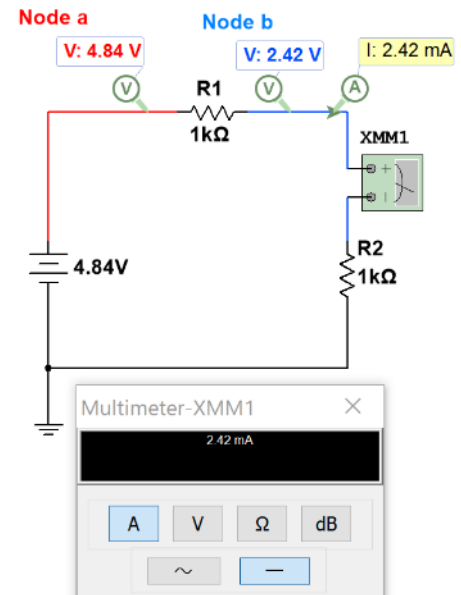 Node a
Node b
V: 4.84 V
V: 2.42 V
I: 2.42 mA
V
R1
V
A
1kΩ
XMM1
+
R2
4.84V
1kΩ
Multimeter-XMM1
2.42 mA
A V Ω dB
~ —